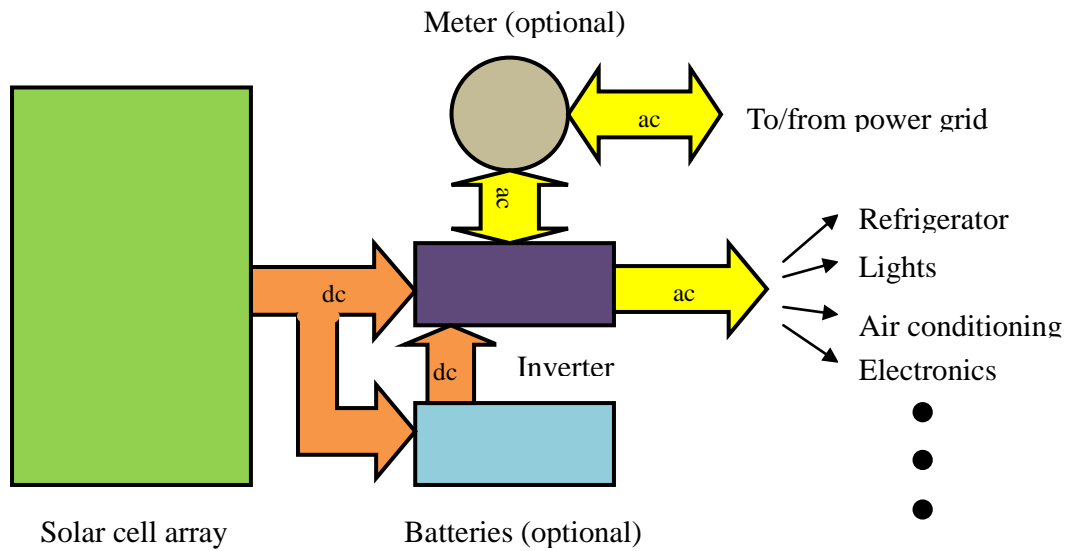 Meter (optional)
ac
To/from power grid
ac
Refrigerator
Lights
dc
ac
Air conditioning
Inverter
dc
Electronics
Solar cell array
Batteries (optional)